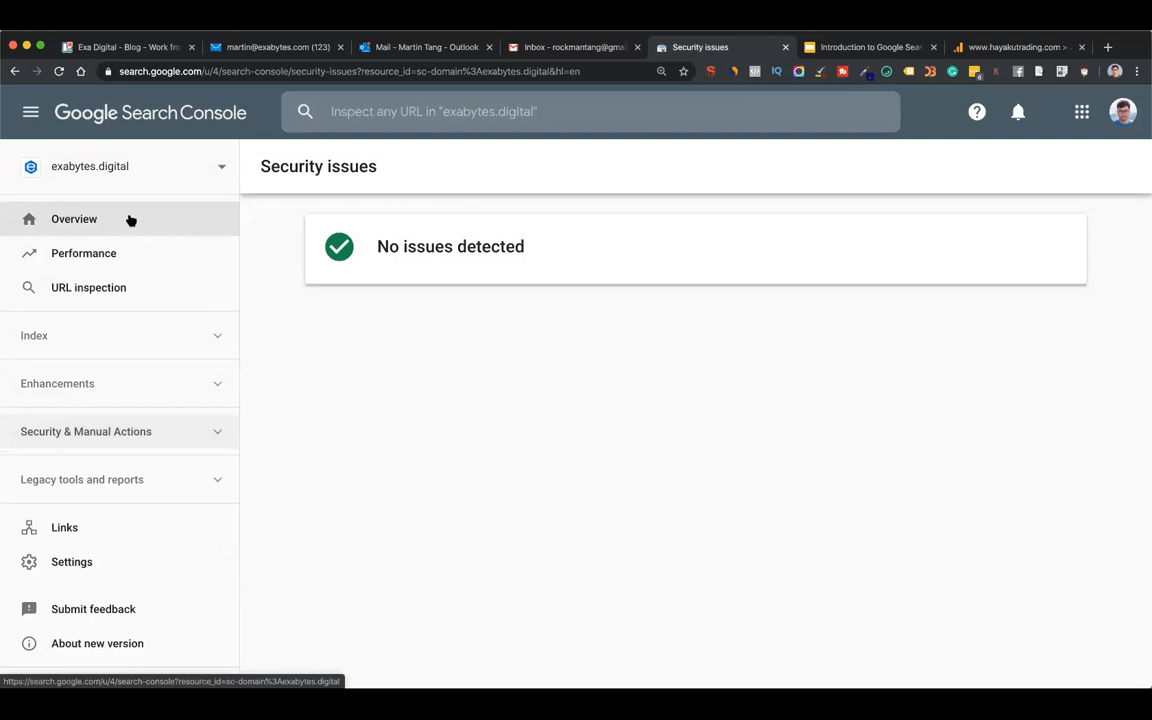 Exa Digital - Blog - Work fr
martin@exabytes.com (123)
Mail - Martin Tang - Outlook
Inbox - rockmantang@gma
Security issues
Introduction to Google Sear
www.hayakutrading.com >
search.google.com/u/4/search-console/security-issues?resource_id=sc-domain%3Aexabytes.digital&hl=en
Google Search Console
Inspect any URL in "exabytes.digital"
exabytes.digital
Security issues
Overview
No issues detected
Performance
URL inspection
Index
Enhancements
Security & Manual Actions
Legacy tools and reports
Links
Settings
Submit feedback
About new version
https://search.google.com/u/4/search-console?resource_id=sc-domain%3Aexabytes.digital